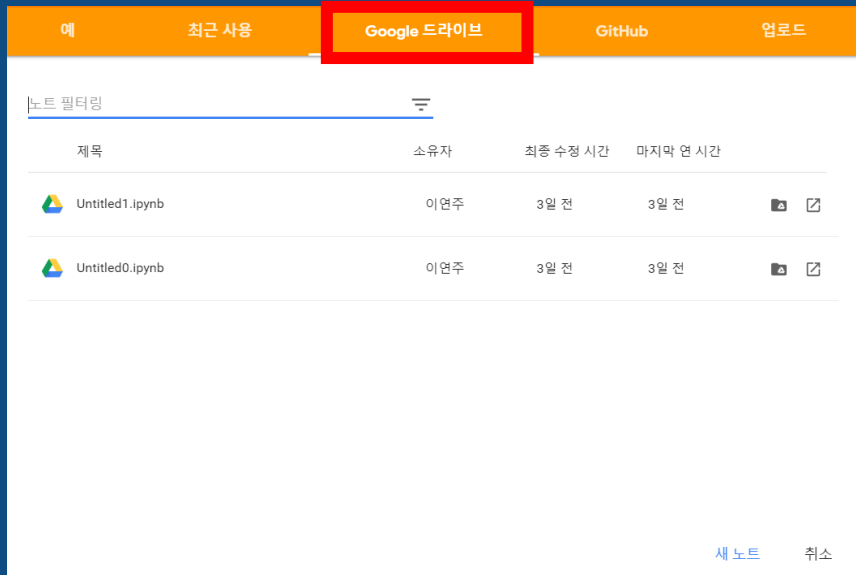 예 최근 사용 Google 드라이브 GitHub 업로드
노트 필터링
제목 소유자 최종 수정 시간 마지막 연 시간
Untitled1.ipynb 이연주 3일 전 3일 전
Untitled0.ipynb 이연주 3일 전 3일 전
새 노트 취소